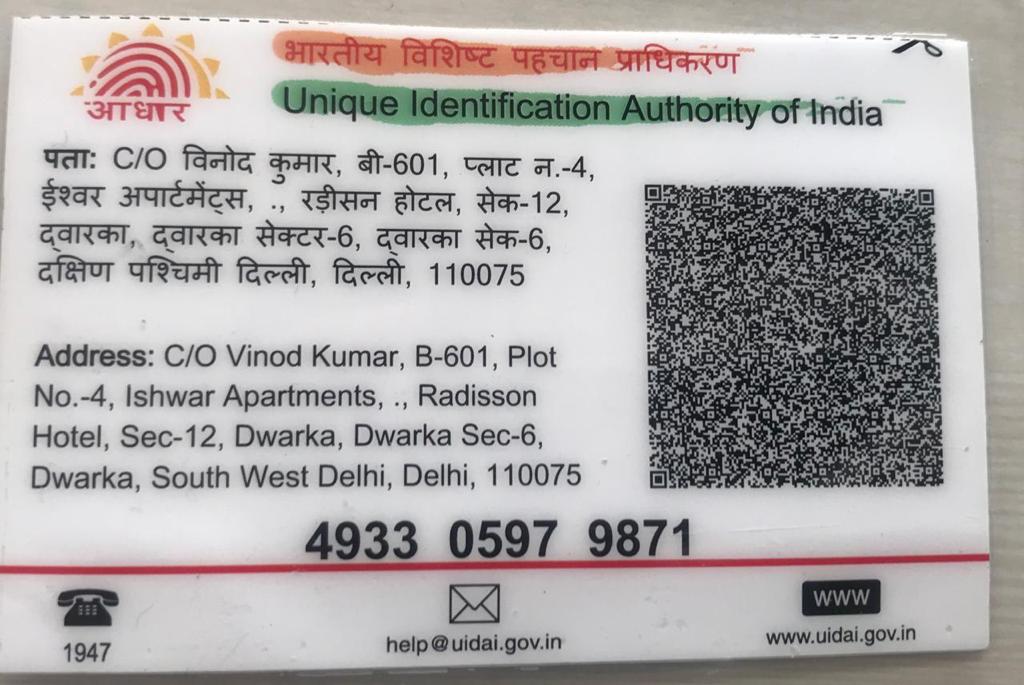 भारतीय विशिष्ट पहचान प्राधिकरण
आधार
Unique Identification Authority of India
पता: C/O विनोद कुमार, बी-601, प्लाट न.-4,
ईश्वर अपार्टमेंट्स, ., रड़ीसन होटल, सेक-12,
द्वारका, द्वारका सेक्टर-6, द्वारका सेक-6,
दक्षिण पश्चिमी दिल्ली, दिल्ली, 110075
Address: C/O Vinod Kumar, B-601, Plot
No.-4, Ishwar Apartments, ., Radisson
Hotel, Sec-12, Dwarka, Dwarka Sec-6,
Dwarka, South West Delhi, Delhi, 110075
4933 0597 9871
1947
help@uidai.gov.in
www
www.uidai.gov.in